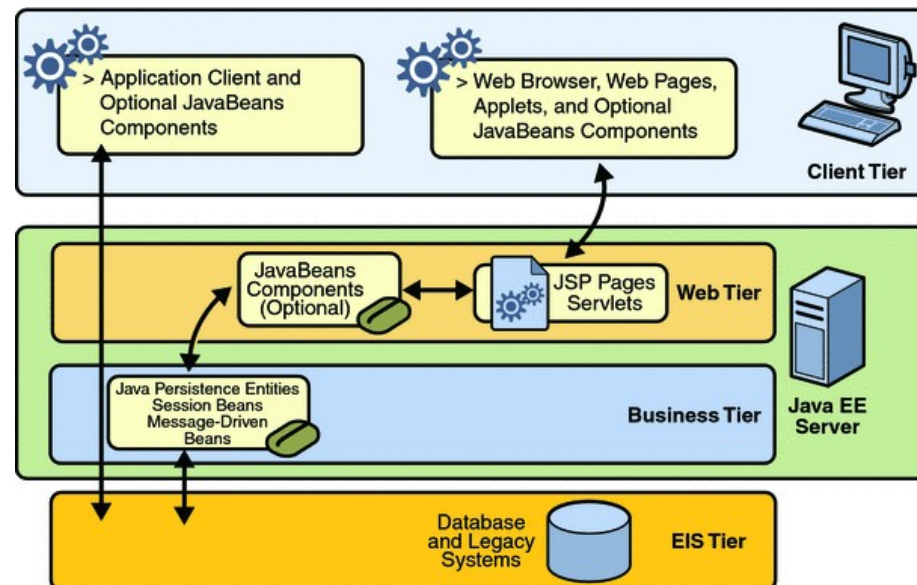 > Application Client and
Optional JavaBeans
Components
> Web Browser, Web Pages,
Applets, and Optional
JavaBeans Components
Client Tier
JavaBeans
Components
(Optional)
JSP Pages
Servlets
Web Tier
Java Persistence Entities
Session Beans
Message-Driven
Beans
Business Tier
Java EE
Server
Database
and Legacy
Systems
EIS Tier